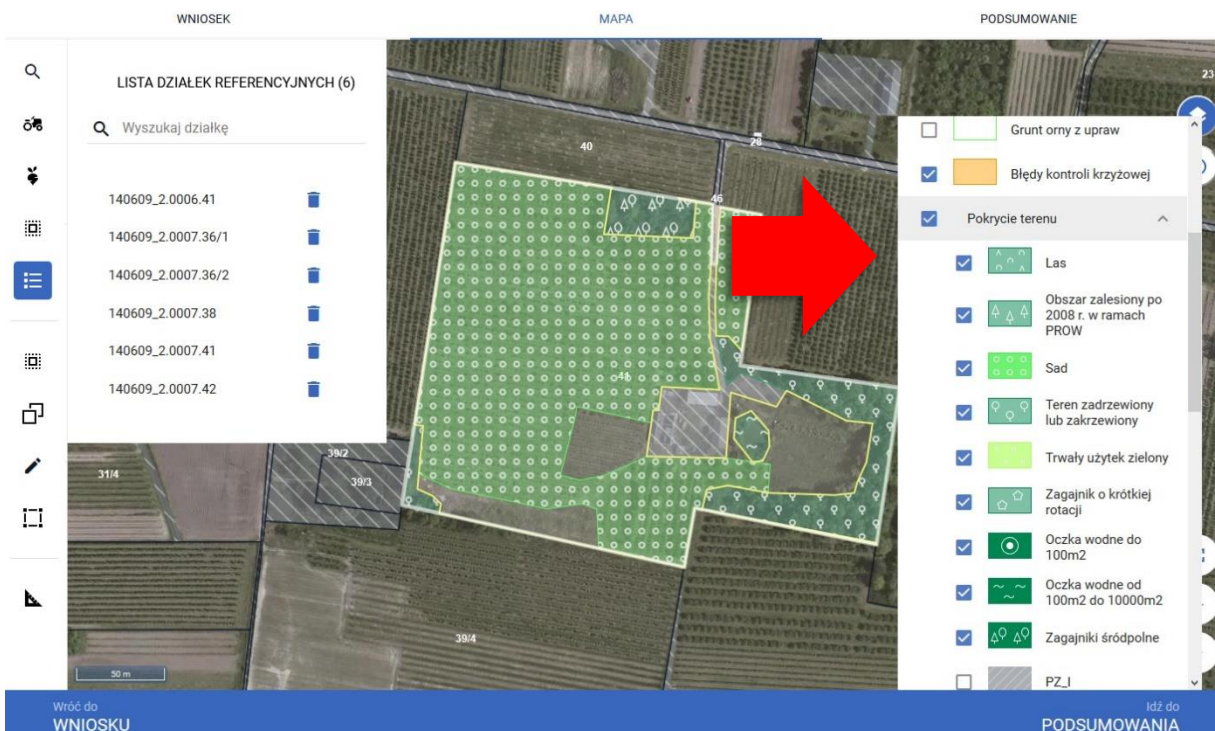 WNIOSEK
MAPA
PODSUMOWANIE
LISTA DZIAŁEK REFERENCYJNYCH (6)
Wyszukaj działkę
140609_2.0006.41
140609_2.0007.36/1
140609_2.0007.36/2
140609_2.0007.38
140609_2.0007.41
140609_2.0007.42
23
40
28
46
41
39/2
39/3
31/4
39/4
50 m
Grunt orny z upraw
Błędy kontroli krzyżowej
Pokrycie terenu
Las
Obszar zalesiony po
2008 r. w ramach
PROW
Sad
Teren zadrzewiony
lub zakrzewiony
Trwały użytek zielony
Zagajnik o krótkiej
rotacji
Oczka wodne do
100m2
Oczka wodne od
100m2 do 10000m2
Zagajniki śródpolne
PZ_I
Wróć do
WNIOSKU
Idź do
PODSUMOWANIA